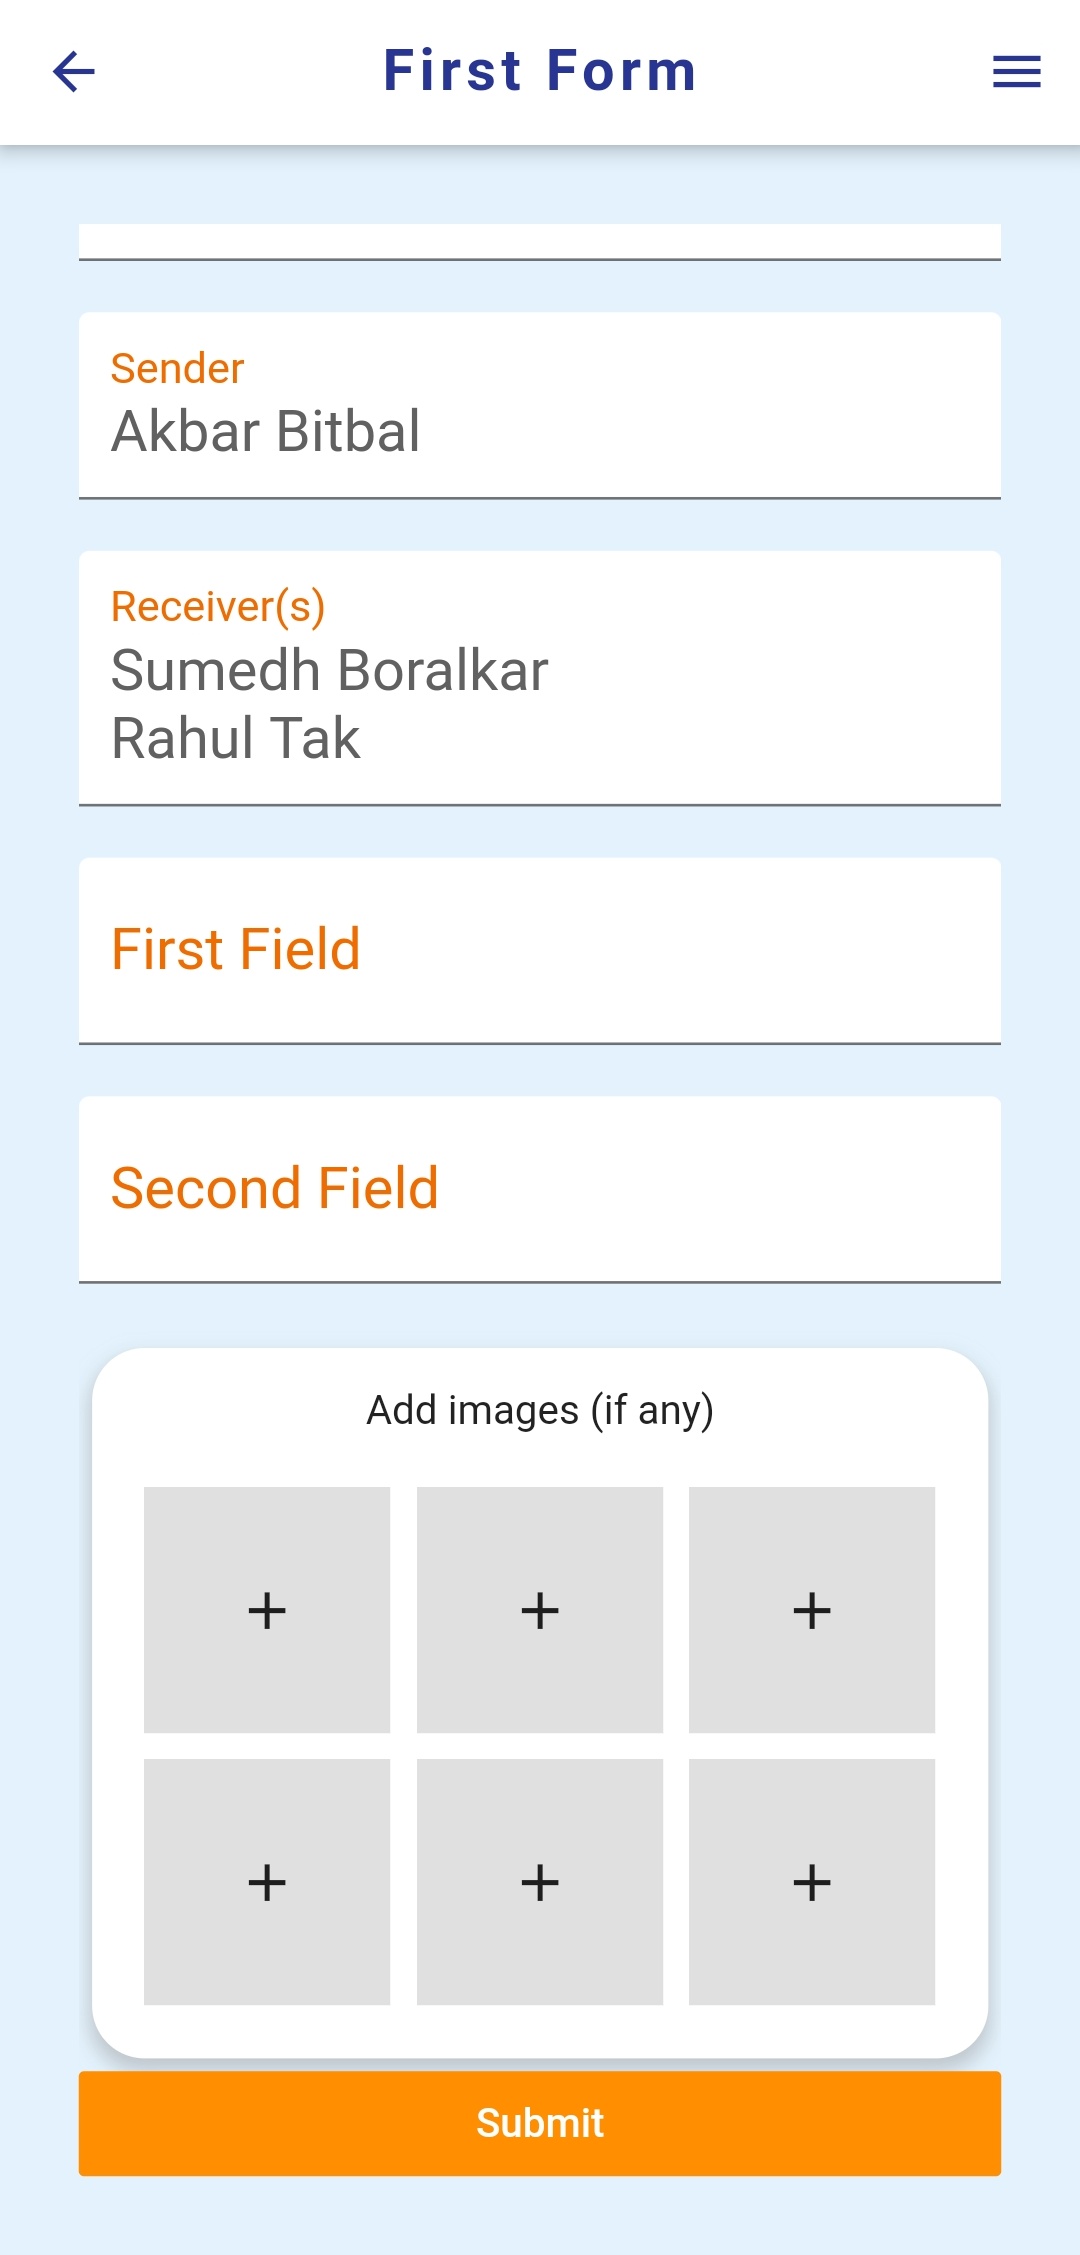 First Form
Sender
Akbar Bitbal
Receiver(s)
Sumedh Boralkar
Rahul Tak
First Field
Second Field
Add images (if any)
+ + +
+ + +
Submit